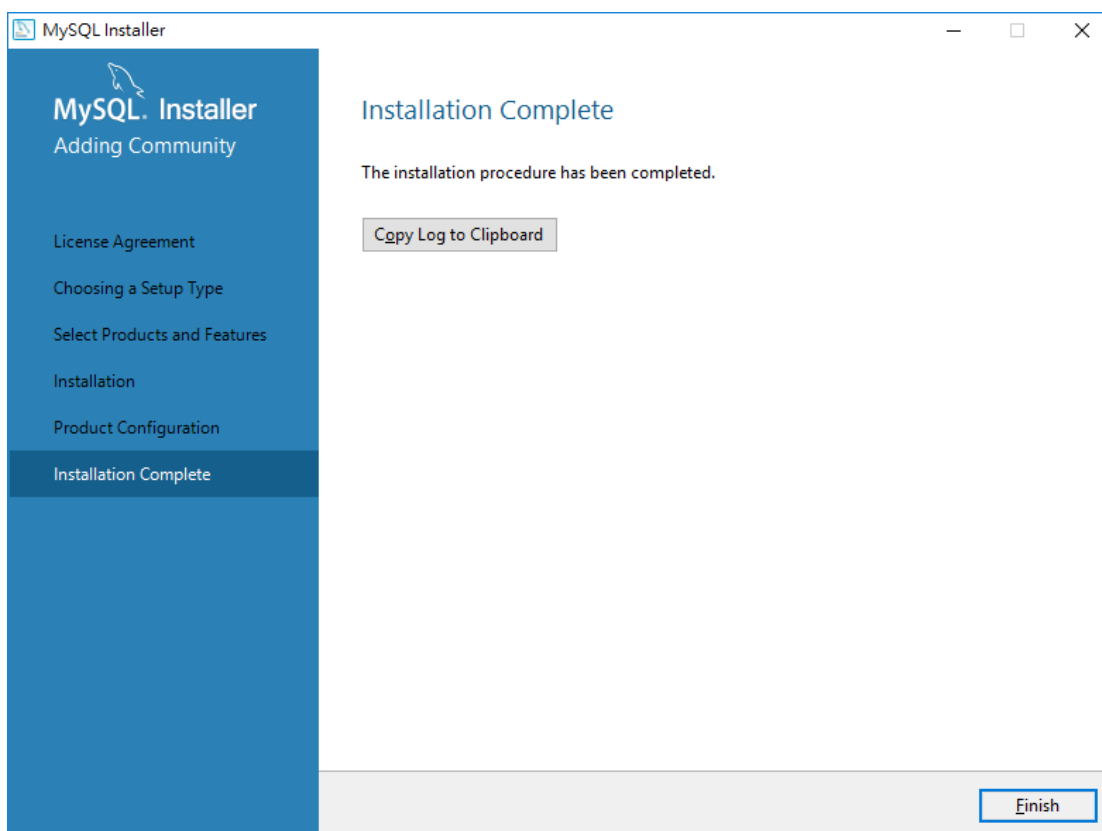 MySQL Installer
MySQL. Installer
Adding Community
License Agreement
Choosing a Setup Type
Select Products and Features
Installation
Product Configuration
Installation Complete
Installation Complete
The installation procedure has been completed.
Copy Log to Clipboard
Finish